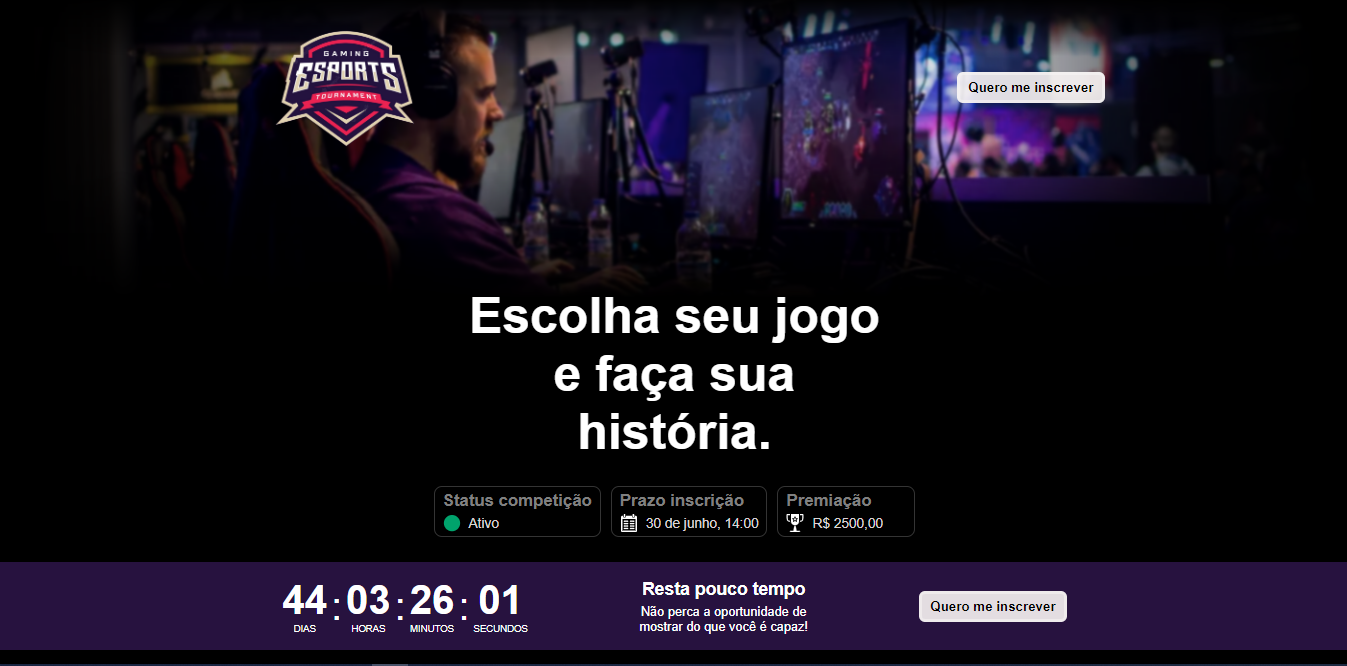 GAMING
ESPORTS
TOURNAMENT
Quero me inscrever
Escolha seu jogo
e faça sua
história.
Status competição
Ativo
Prazo inscrição
30 de junho, 14:00
Premiação
R$ 2500,00
44 : 03 : 26 : 01
DIAS HORAS MINUTOS SEGUNDOS
Resta pouco tempo
Não perca a oportunidade de
mostrar do que você é capaz!
Quero me inscrever